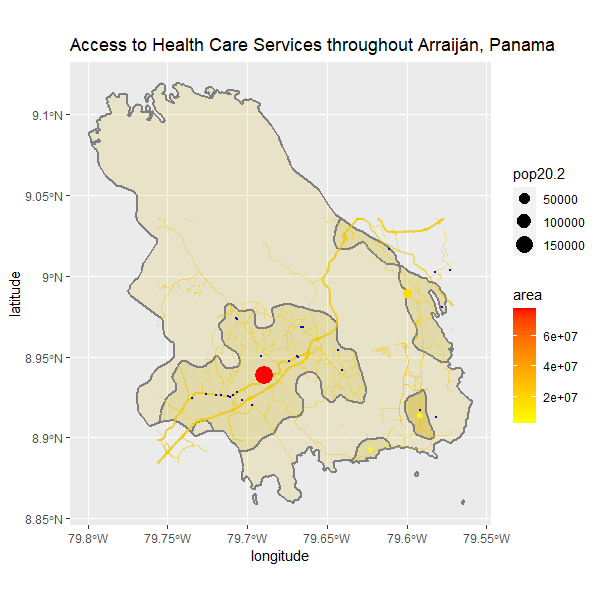 Access to Health Care Services throughout Arraiján, Panama
9.1°N
9.05°N
9°N
8.95°N
8.9°N
8.85°N
latitude
79.8°W
79.75°W
79.7°W
79.65°W
79.6°W
79.55°W
longitude
pop20.2
50000
100000
150000
area
6e+07
4e+07
2e+07